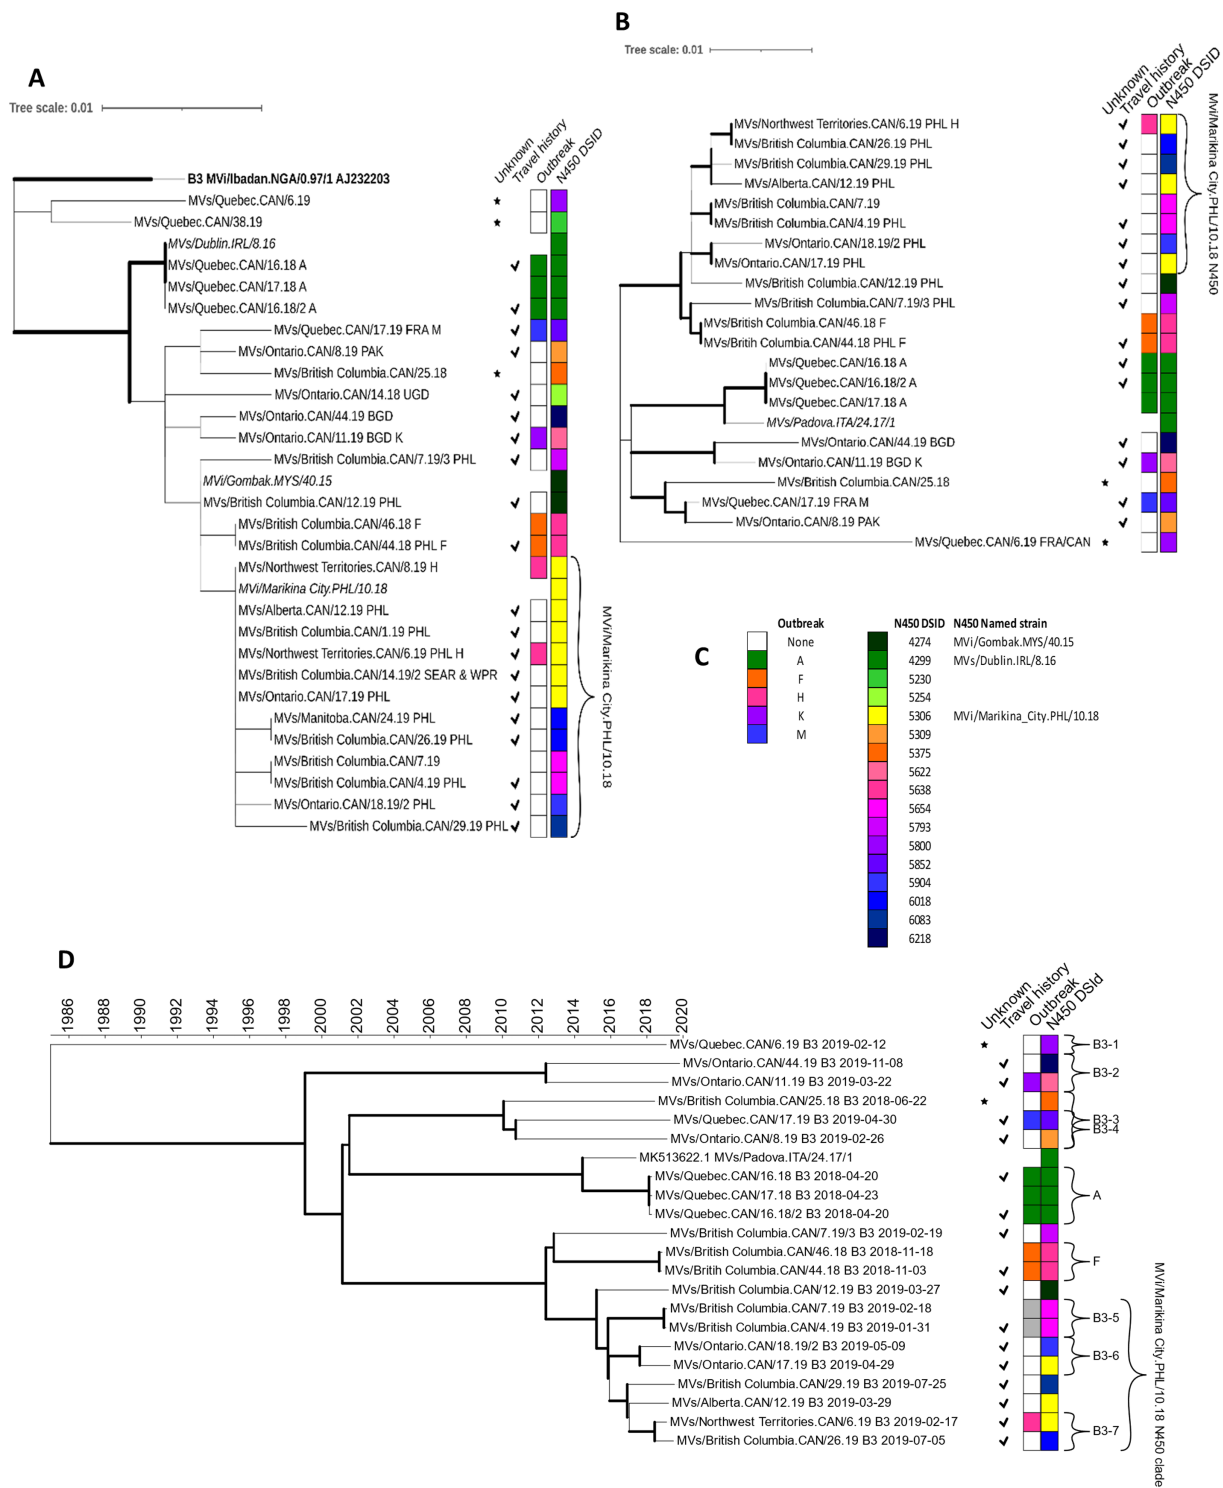 A
Tree scale: 0.01
Unknown
Travel history
Outbreak
N450 DSID
B3 MVi/Ibadan.NGA/0.97/1 AJ232203
MVs/Quebec.CAN/6.19
MVs/Quebec.CAN/38.19
MVs/Dublin.IRL/8.16
MVs/Quebec.CAN/16.18 A
MVs/Quebec.CAN/17.18 A
MVs/Quebec.CAN/16.18/2 A
MVs/Quebec.CAN/17.19 FRA M
MVs/Ontario.CAN/8.19 PAK
MVs/British Columbia.CAN/25.18
MVs/Ontario.CAN/14.18 UGD
MVs/Ontario.CAN/44.19 BGD
MVs/Ontario.CAN/11.19 BGD K
MVs/British Columbia.CAN/7.19/3 PHL
MVi/Gombak.MYS/40.15
MVs/British Columbia.CAN/12.19 PHL
MVs/British Columbia.CAN/46.18 F
MVs/British Columbia.CAN/44.18 PHL F
MVs/Northwest Territories.CAN/8.19 H
MVi/Marikina City.PHL/10.18
MVs/Alberta.CAN/12.19 PHL
MVs/British Columbia.CAN/1.19 PHL
MVs/Northwest Territories.CAN/6.19 PHL H
MVs/British Columbia.CAN/14.19/2 SEAR & WPR
MVs/Ontario.CAN/17.19 PHL
MVs/Manitoba.CAN/24.19 PHL
MVs/British Columbia.CAN/26.19 PHL
MVs/British Columbia.CAN/7.19
MVs/British Columbia.CAN/4.19 PHL
MVs/Ontario.CAN/18.19/2 PHL
MVs/British Columbia.CAN/29.19 PHL
MVi/Marikina City.PHL/10.18
B
Tree scale: 0.01
Unknown
Travel history
Outbreak
N450 DSID
MVs/Northwest Territories.CAN/6.19 PHL H
MVs/British Columbia.CAN/26.19 PHL
MVs/British Columbia.CAN/29.19 PHL
MVs/Alberta.CAN/12.19 PHL
MVs/British Columbia.CAN/7.19
MVs/British Columbia.CAN/4.19 PHL
MVs/Ontario.CAN/18.19/2 PHL
MVs/Ontario.CAN/17.19 PHL
MVs/British Columbia.CAN/12.19 PHL
MVs/British Columbia.CAN/7.19/3 PHL
MVs/British Columbia.CAN/46.18 F
MVs/Britih Columbia.CAN/44.18 PHL F
MVs/Quebec.CAN/16.18 A
MVs/Quebec.CAN/16.18/2 A
MVs/Quebec.CAN/17.18 A
MVs/Padova.ITA/24.17/1
MVs/Ontario.CAN/44.19 BGD
MVs/Ontario.CAN/11.19 BGD K
MVs/British Columbia.CAN/25.18
MVs/Quebec.CAN/17.19 FRA M
MVs/Ontario.CAN/8.19 PAK
MVs/Quebec.CAN/6.19 FRA/CAN
Mvi/Marikina City.PHL/10.18 N450
C
Outbreak
None
A
F
H
K
M
N450 DSID N450 Named strain
4274 MVi/Gombak.MYS/40.15
4299 MVs/Dublin.IRL/8.16
5230
5254
5306 MVi/Marikina_City.PHL/10.18
5309
5375
5622
5638
5654
5793
5800
5852
5904
6018
6083
6218
D
1986 1988 1990 1992 1994 1996 1998 2000 2002 2004 2006 2008 2010 2012 2014 2016 2018 2020
Unknown
Travel history
Outbreak
N450 DSId
MVs/Quebec.CAN/6.19 B3 2019-02-12
MVs/Ontario.CAN/44.19 B3 2019-11-08
MVs/Ontario.CAN/11.19 B3 2019-03-22
MVs/British Columbia.CAN/25.18 B3 2018-06-22
MVs/Quebec.CAN/17.19 B3 2019-04-30
MVs/Ontario.CAN/8.19 B3 2019-02-26
MK513622.1 MVs/Padova.ITA/24.17/1
MVs/Quebec.CAN/16.18 B3 2018-04-20
MVs/Quebec.CAN/17.18 B3 2018-04-23
MVs/Quebec.CAN/16.18/2 B3 2018-04-20
MVs/British Columbia.CAN/7.19/3 B3 2019-02-19
MVs/British Columbia.CAN/46.18 B3 2018-11-18
MVs/Britih Columbia.CAN/44.18 B3 2018-11-03
MVs/British Columbia.CAN/12.19 B3 2019-03-27
MVs/British Columbia.CAN/7.19 B3 2019-02-18
MVs/British Columbia.CAN/4.19 B3 2019-01-31
MVs/Ontario.CAN/18.19/2 B3 2019-05-09
MVs/Ontario.CAN/17.19 B3 2019-04-29
MVs/British Columbia.CAN/29.19 B3 2019-07-25
MVs/Alberta.CAN/12.19 B3 2019-03-29
MVs/Northwest Territories.CAN/6.19 B3 2019-02-17
MVs/British Columbia.CAN/26.19 B3 2019-07-05
B3-1
B3-2
B3-3
B3-4
A
F
B3-5
B3-6
B3-7
MVi/Marikina City.PHL/10.18 N450 clade